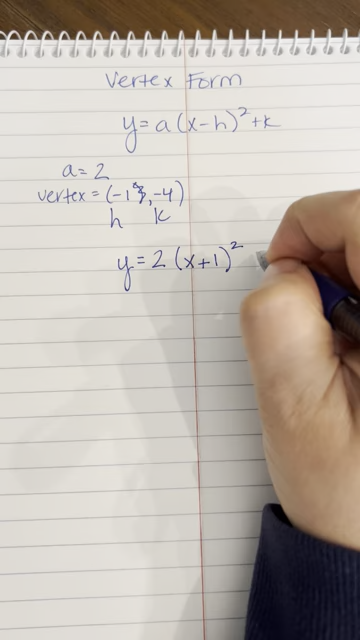 Vertex Form
y = a(x-h)²+k
a = 2
vertex = (-1, -4)
h k
y = 2(x+1)²